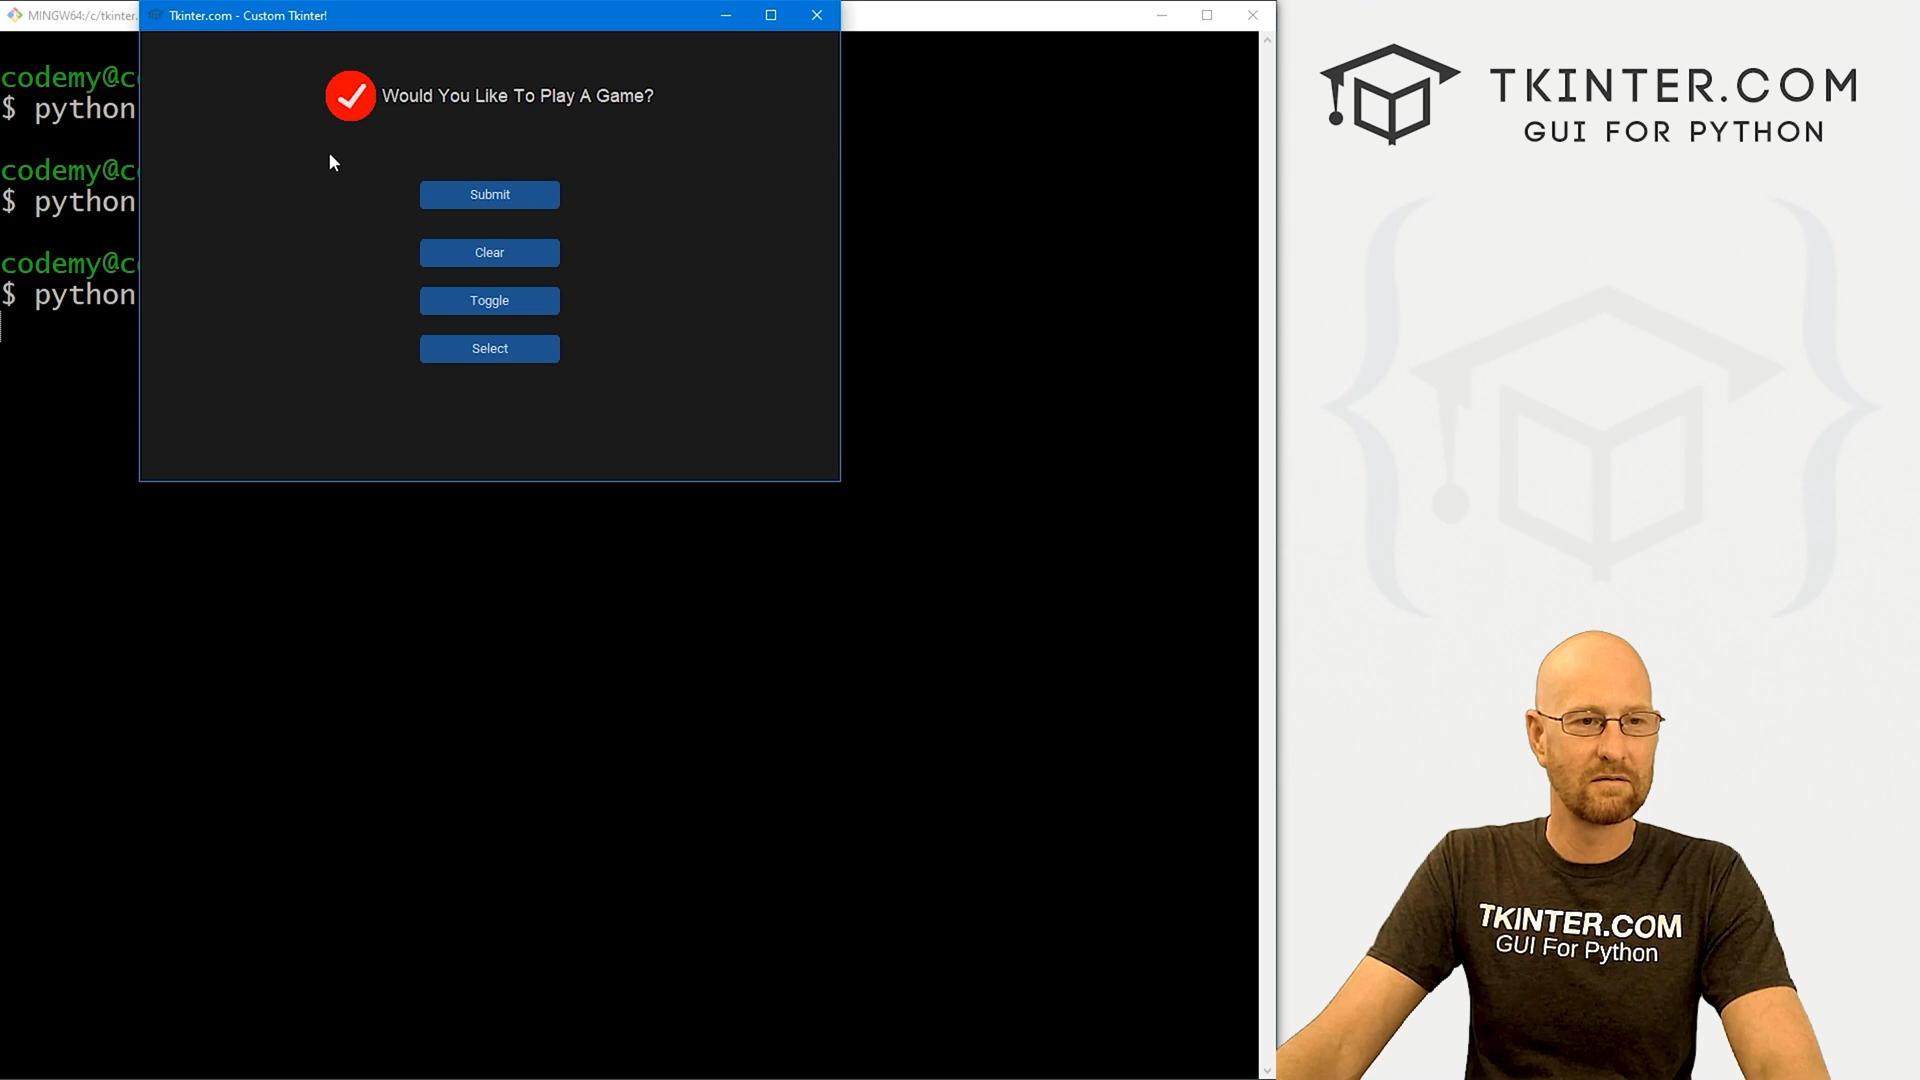 MINGW64:/c/tkinter.
Tkinter.com - Custom Tkinter!
codemy@c
$ python
codemy@c
$ python
codemy@c
$ python
Would You Like To Play A Game?
Submit
Clear
Toggle
Select
TKINTER.COM
GUI FOR PYTHON
TKINTER.COM
GUI For Python